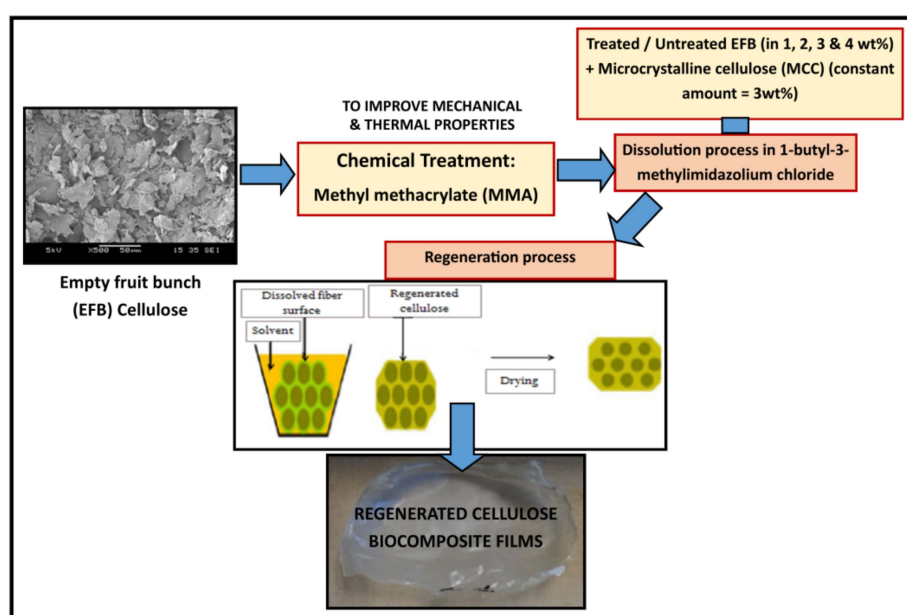 Treated / Untreated EFB (in 1, 2, 3 & 4 wt%)
+ Microcrystalline cellulose (MCC) (constant
amount = 3wt%)
TO IMPROVE MECHANICAL
& THERMAL PROPERTIES
Chemical Treatment:
Methyl methacrylate (MMA)
Dissolution process in 1-butyl-3-
methylimidazolium chloride
5kV X500 50μm 15 35 SEI
Empty fruit bunch
(EFB) Cellulose
Regeneration process
Dissolved fiber
surface
Solvent
Regenerated
cellulose
Drying
REGENERATED CELLULOSE
BIOCOMPOSITE FILMS